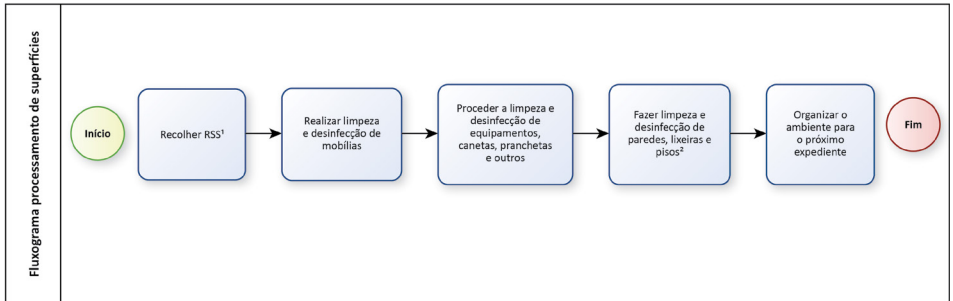 Fluxograma processamento de superfícies
Início
Recolher RSS¹
Realizar limpeza
e desinfecção de
mobílias
Proceder a limpeza e
desinfecção de
equipamentos,
canetas, pranchetas
e outros
Fazer limpeza e
desinfecção de
paredes, lixeiras e
pisos²
Organizar o
ambiente para
o próximo
expediente
Fim